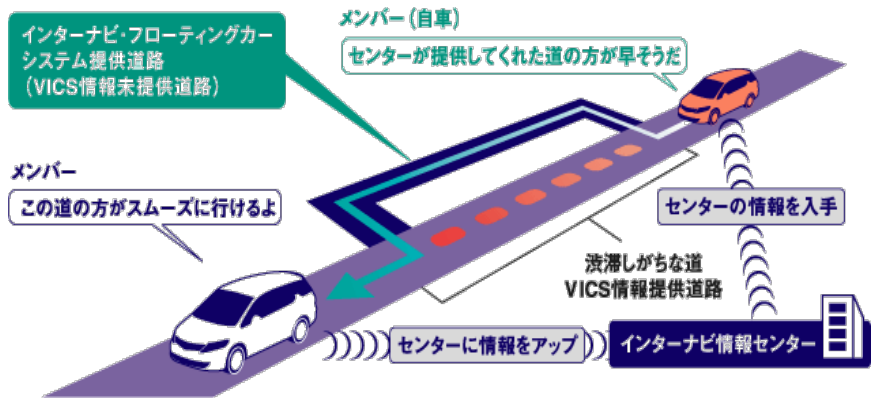 インターナビ・フローティングカー
システム提供道路
（VICS情報未提供道路）
メンバー（自車）
センターが提供してくれた道の方が早そうだ
メンバー
この道の方がスムーズに行けるよ
センターの情報を入手
渋滞しがちな道
VICS情報提供道路
センターに情報をアップ
インターナビ情報センター